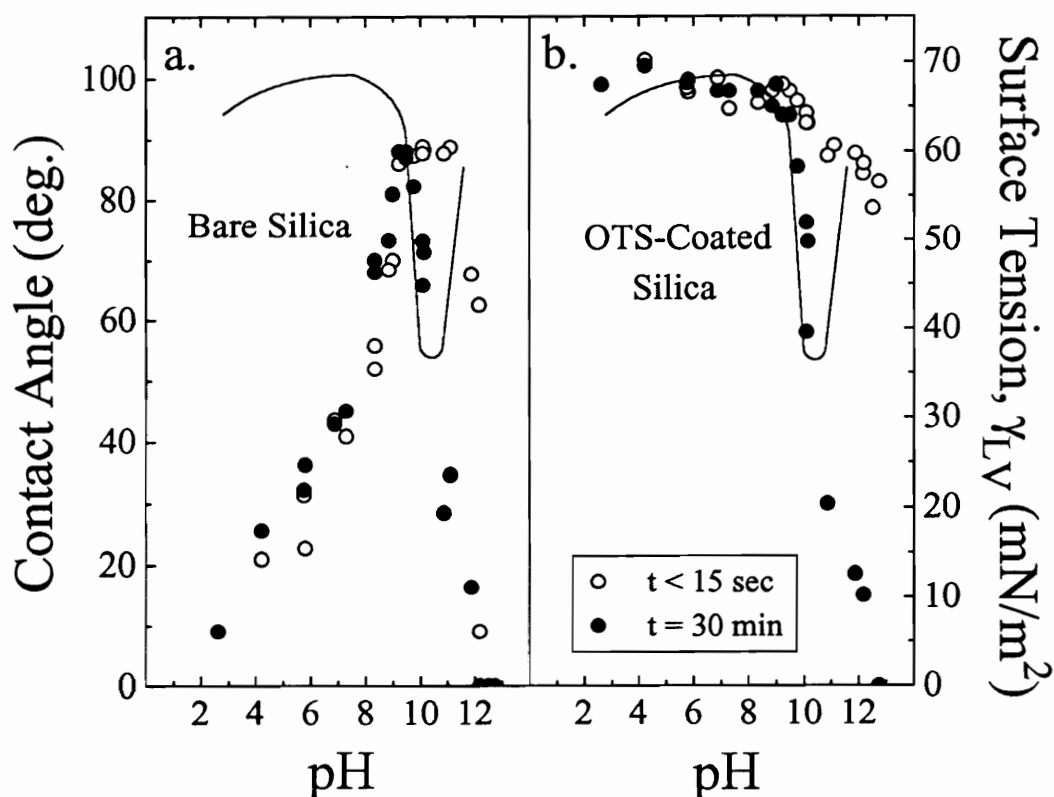 Contact Angle (deg.)
100
80
60
40
20
0
a.
Bare Silica
2 4 6 8 10 12
pH
b.
OTS-Coated
Silica
t < 15 sec
t = 30 min
2 4 6 8 10 12
pH
70
60
50
40
30
20
10
0
Surface Tension, γLV (mN/m²)